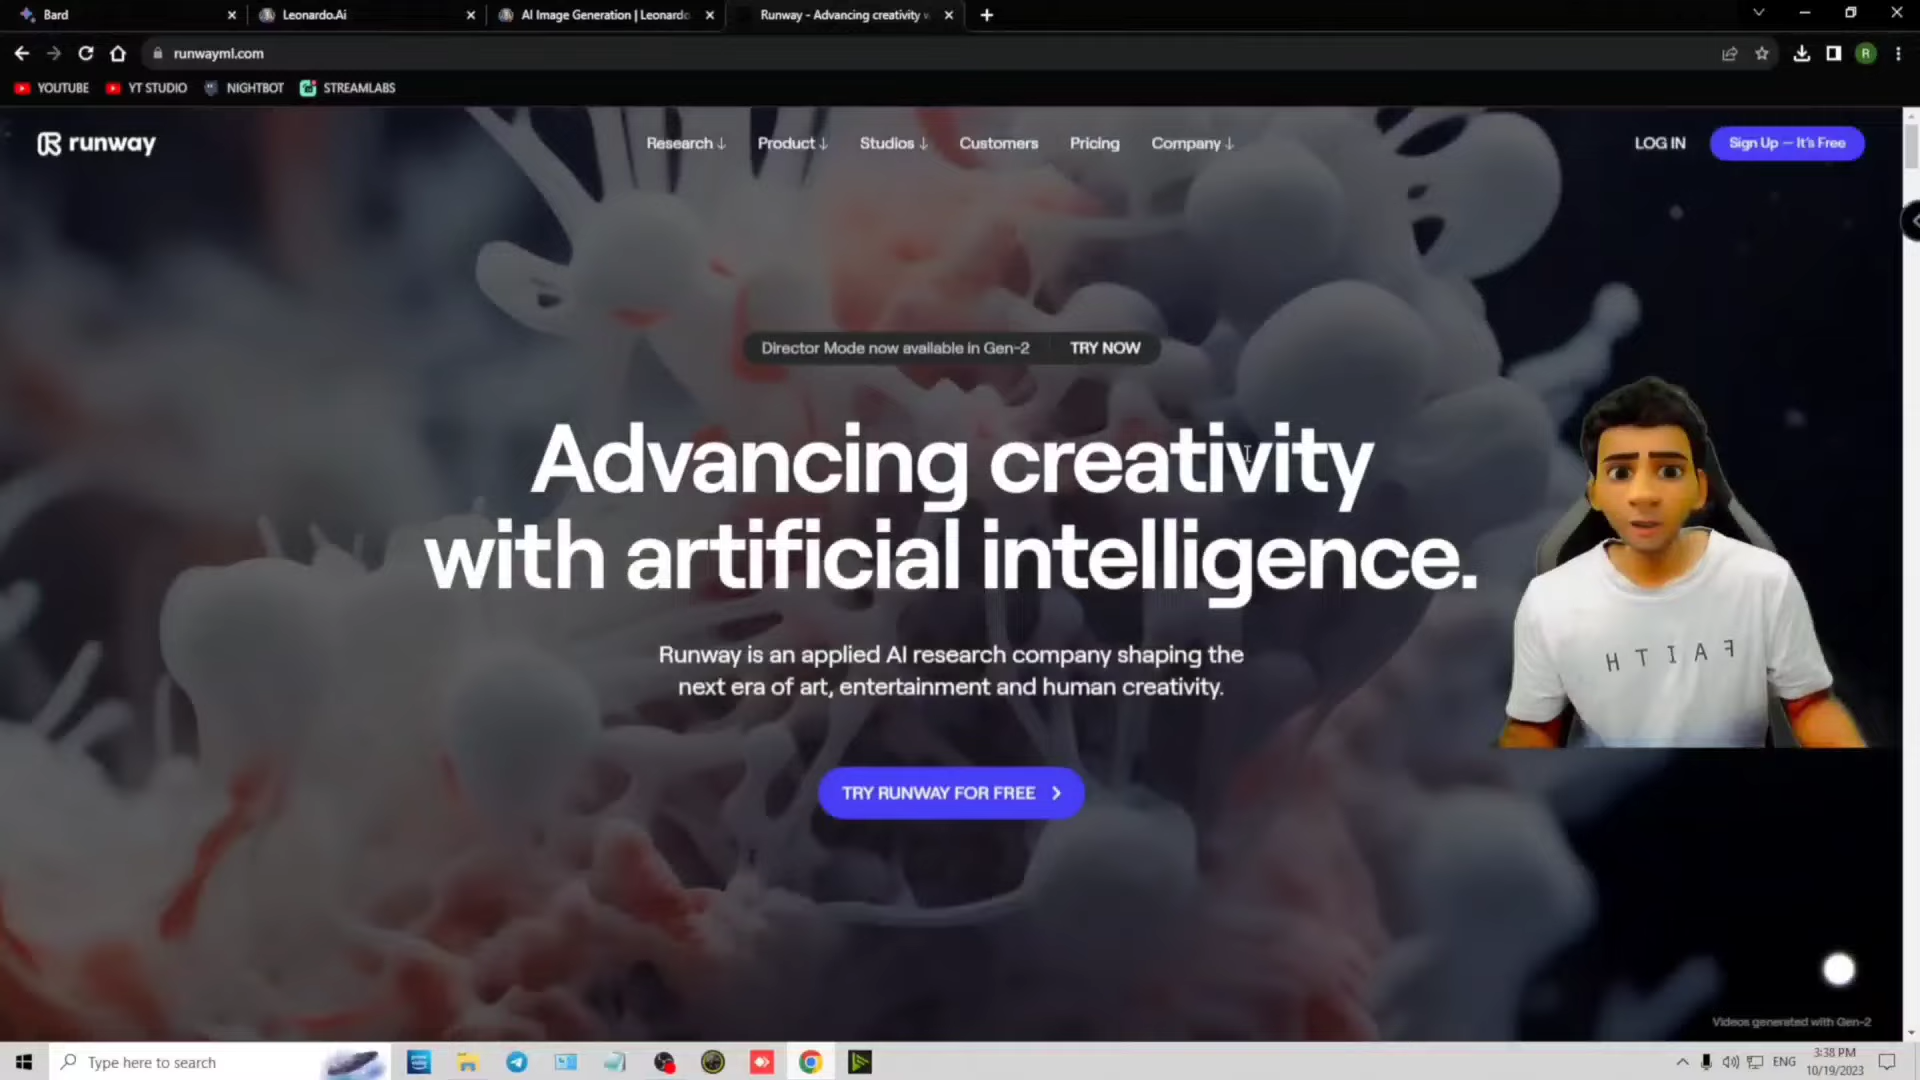 Bard
Leonardo.Ai
AI Image Generation | Leonardo
Runway - Advancing creativity w
runwayml.com
R
YOUTUBE
YT STUDIO
NIGHTBOT
STREAMLABS
runway
Research ↓
Product ↓
Studios ↓
Customers
Pricing
Company ↓
LOG IN
Sign Up — It's Free
Director Mode now available in Gen-2
TRY NOW
Advancing creativity
with artificial intelligence.
Runway is an applied AI research company shaping the
next era of art, entertainment and human creativity.
TRY RUNWAY FOR FREE >
FAITH
Videos generated with Gen-2
Type here to search
prime video
ENG
3:38 PM
10/19/2023